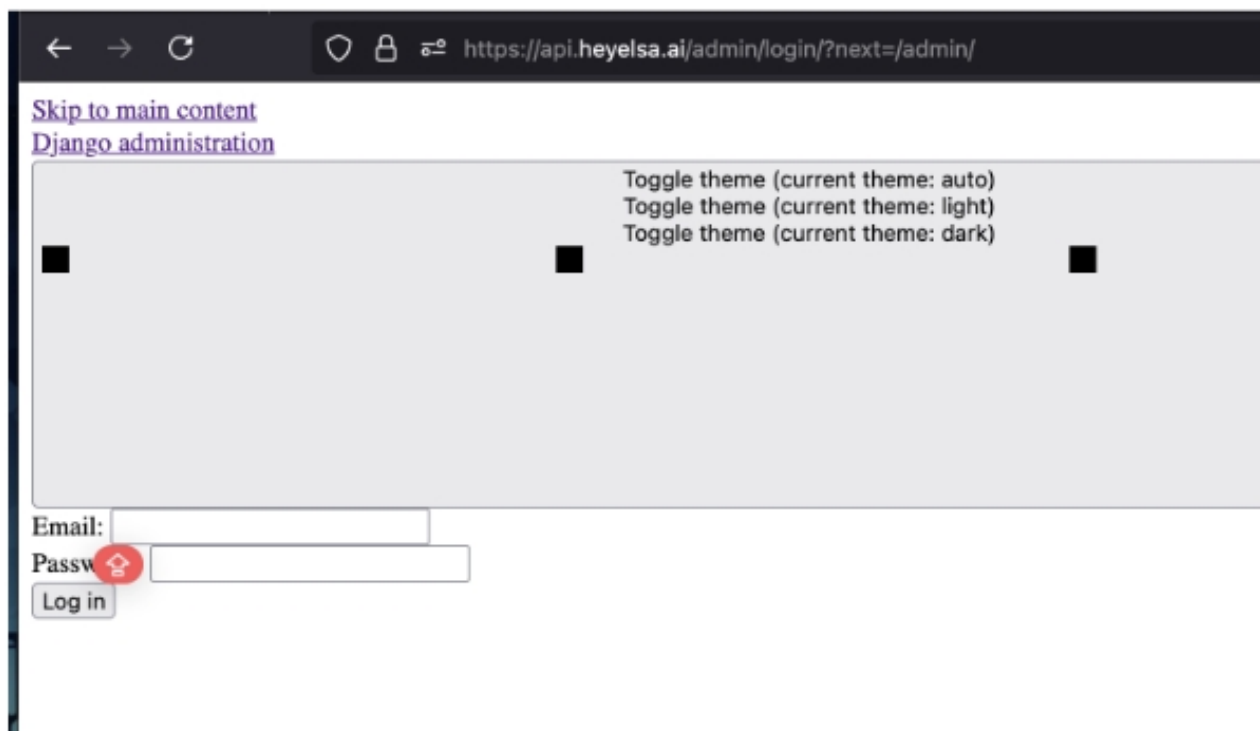 https://api.heyelsa.ai/admin/login/?next=/admin/
Skip to main content
Django administration
Toggle theme (current theme: auto)
Toggle theme (current theme: light)
Toggle theme (current theme: dark)
Email:
Passw
Log in